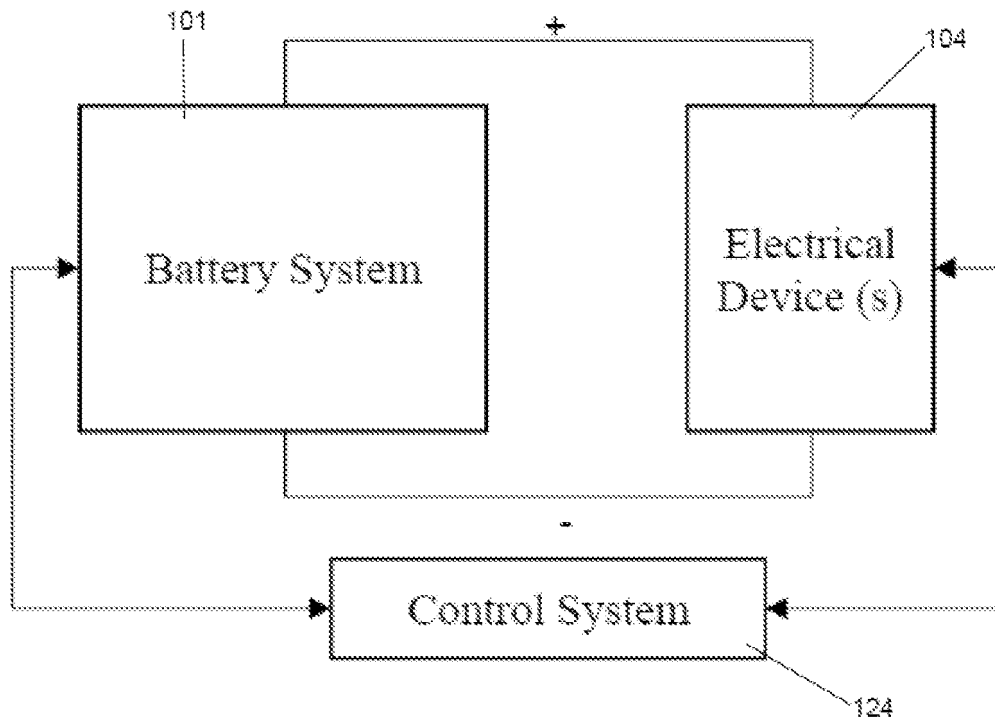 101
+
104
Battery System
Electrical
Device (s)
-
Control System
124